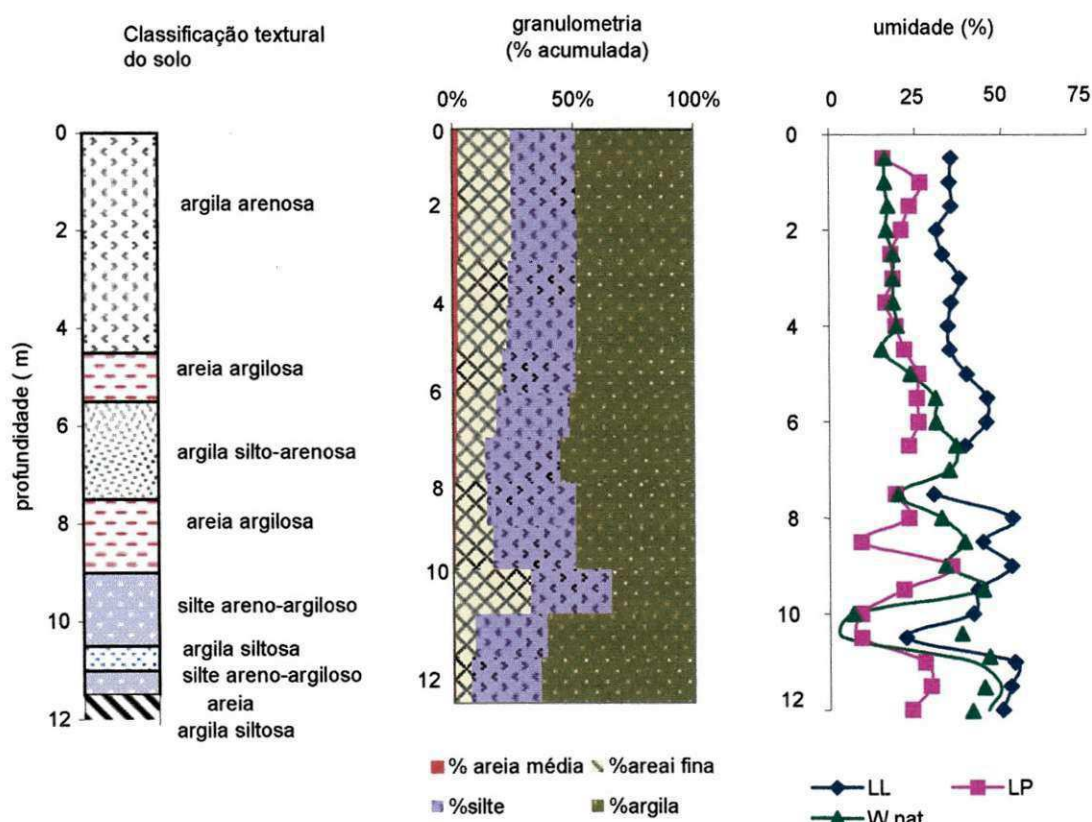 Classificação textural
do solo
granulometria
(% acumulada)
umidade (%)
0% 50% 100%
0 25 50 75
profundidade ( m)
0
2
4
6
8
10
12
argila arenosa
areia argilosa
argila silto-arenosa
areia argilosa
silte areno-argiloso
argila siltosa
silte areno-argiloso
areia
argila siltosa
0
2
4
6
8
10
12
0
2
4
6
8
10
12
% areia média %areai fina
%silte %argila
LL LP
W nat